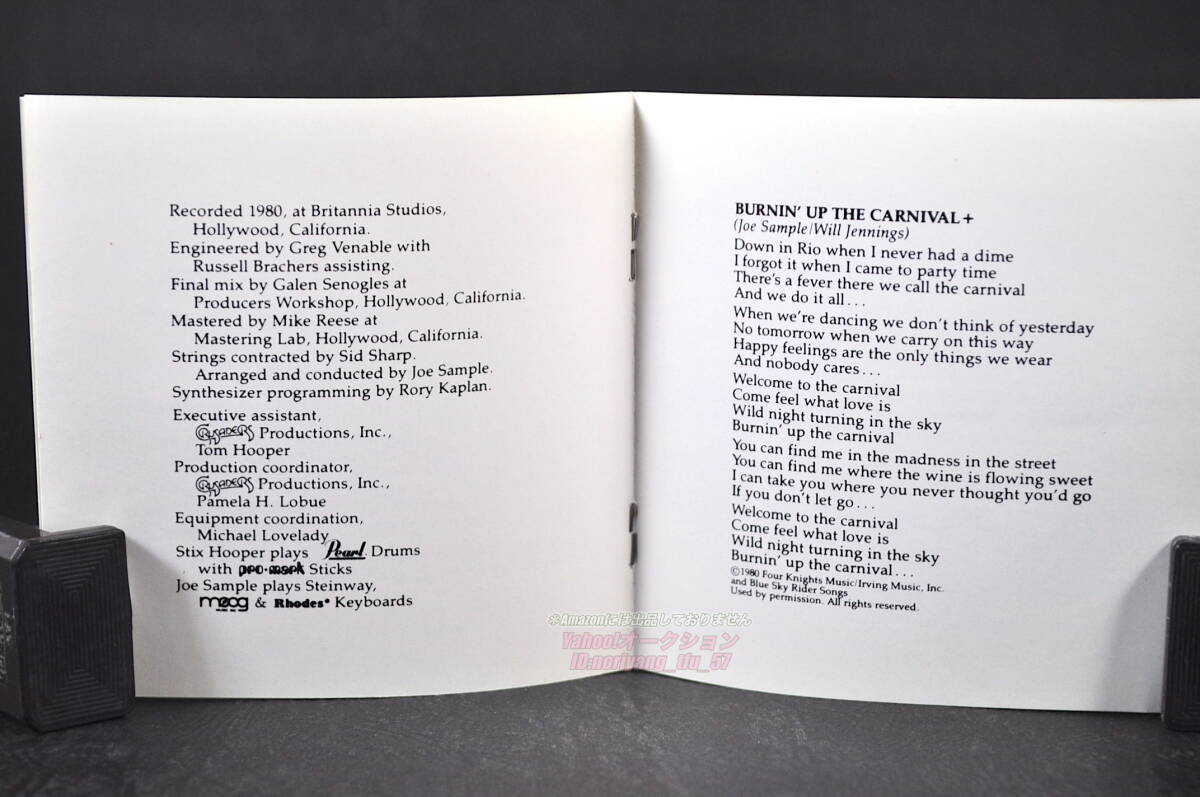 Recorded 1980, at Britannia Studios,
Hollywood, California.
Engineered by Greg Venable with
Russell Brachers assisting.
Final mix by Galen Senogles at
Producers Workshop, Hollywood, California.
Mastered by Mike Reese at
Mastering Lab, Hollywood, California.
Strings contracted by Sid Sharp.
Arranged and conducted by Joe Sample.
Synthesizer programming by Rory Kaplan.
Executive assistant,
CRUSADERS Productions, Inc.,
Tom Hooper
Production coordinator,
CRUSADERS Productions, Inc.,
Pamela H. Lobue
Equipment coordination,
Michael Lovelady
Stix Hooper plays Pearl. Drums
with pro·mark Sticks
Joe Sample plays Steinway,
moog & Rhodes® Keyboards
BURNIN' UP THE CARNIVAL+
(Joe Sample/Will Jennings)
Down in Rio when I never had a dime
I forgot it when I came to party time
There's a fever there we call the carnival
And we do it all...
When we're dancing we don't think of yesterday
No tomorrow when we carry on this way
Happy feelings are the only things we wear
And nobody cares...
Welcome to the carnival
Come feel what love is
Wild night turning in the sky
Burnin' up the carnival
You can find me in the madness in the street
You can find me where the wine is flowing sweet
I can take you where you never thought you'd go
If you don't let go...
Welcome to the carnival
Come feel what love is
Wild night turning in the sky
Burnin' up the carnival...
©1980 Four Knights Music/Irving Music, Inc.
and Blue Sky Rider Songs
Used by permission. All rights reserved.
※Amazonには出品しておりません
Yahoo!オークション
ID:noriyang_tfu_57